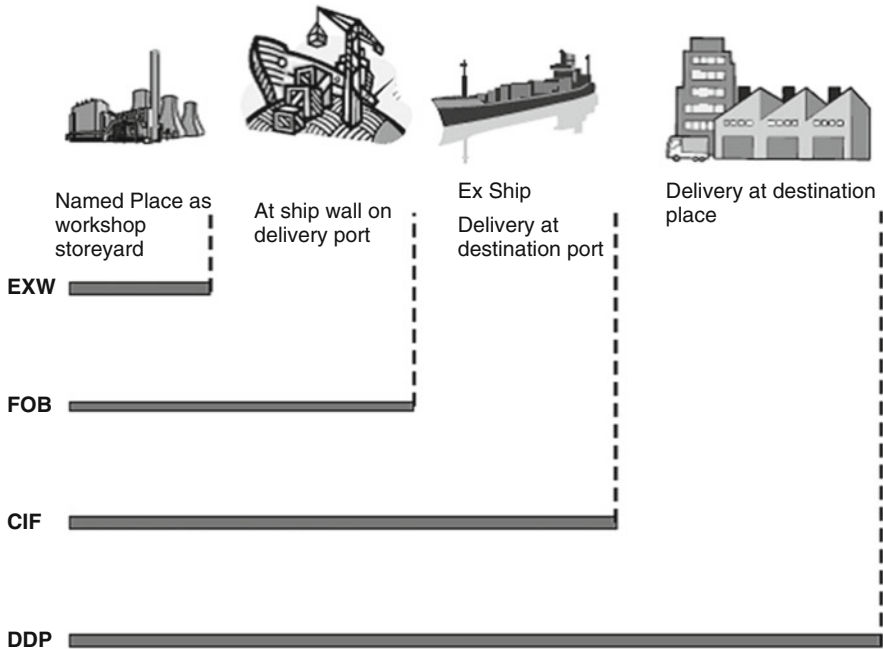 Named Place as
workshop
storeyard
At ship wall on
delivery port
Ex Ship
Delivery at
destination port
Delivery at destination
place
EXW
FOB
CIF
DDP